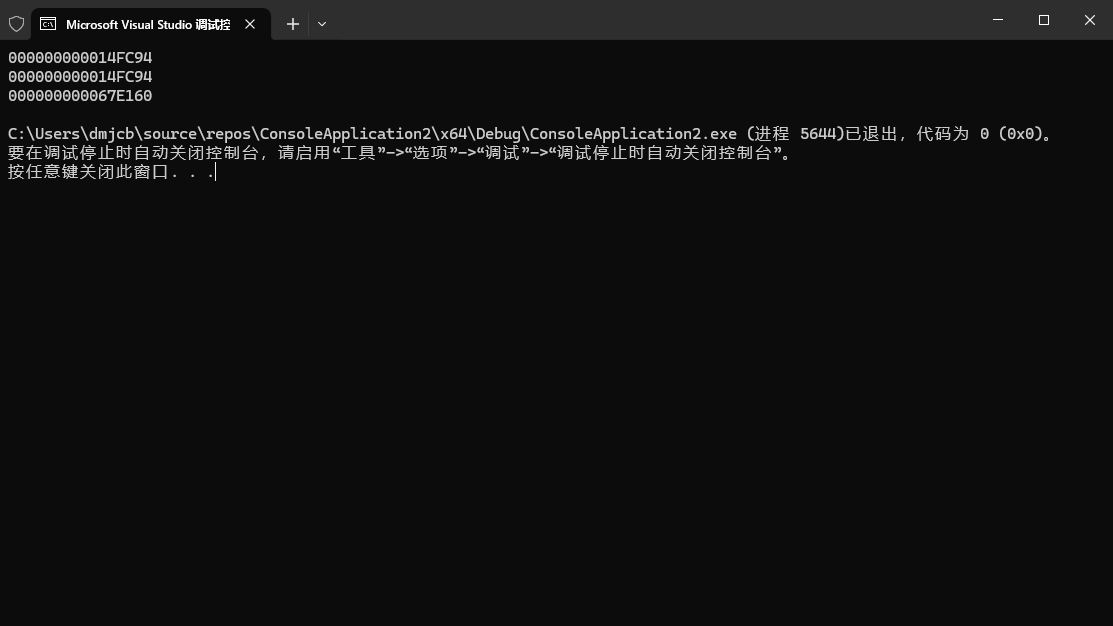 Microsoft Visual Studio 调试控
000000000014FC94
000000000014FC94
000000000067E160
C:\Users\dmjcb\source\repos\ConsoleApplication2\x64\Debug\ConsoleApplication2.exe (进程 5644)已退出，代码为 0 (0x0)。
要在调试停止时自动关闭控制台，请启用“工具”->“选项”->“调试”->“调试停止时自动关闭控制台”。
按任意键关闭此窗口. . .